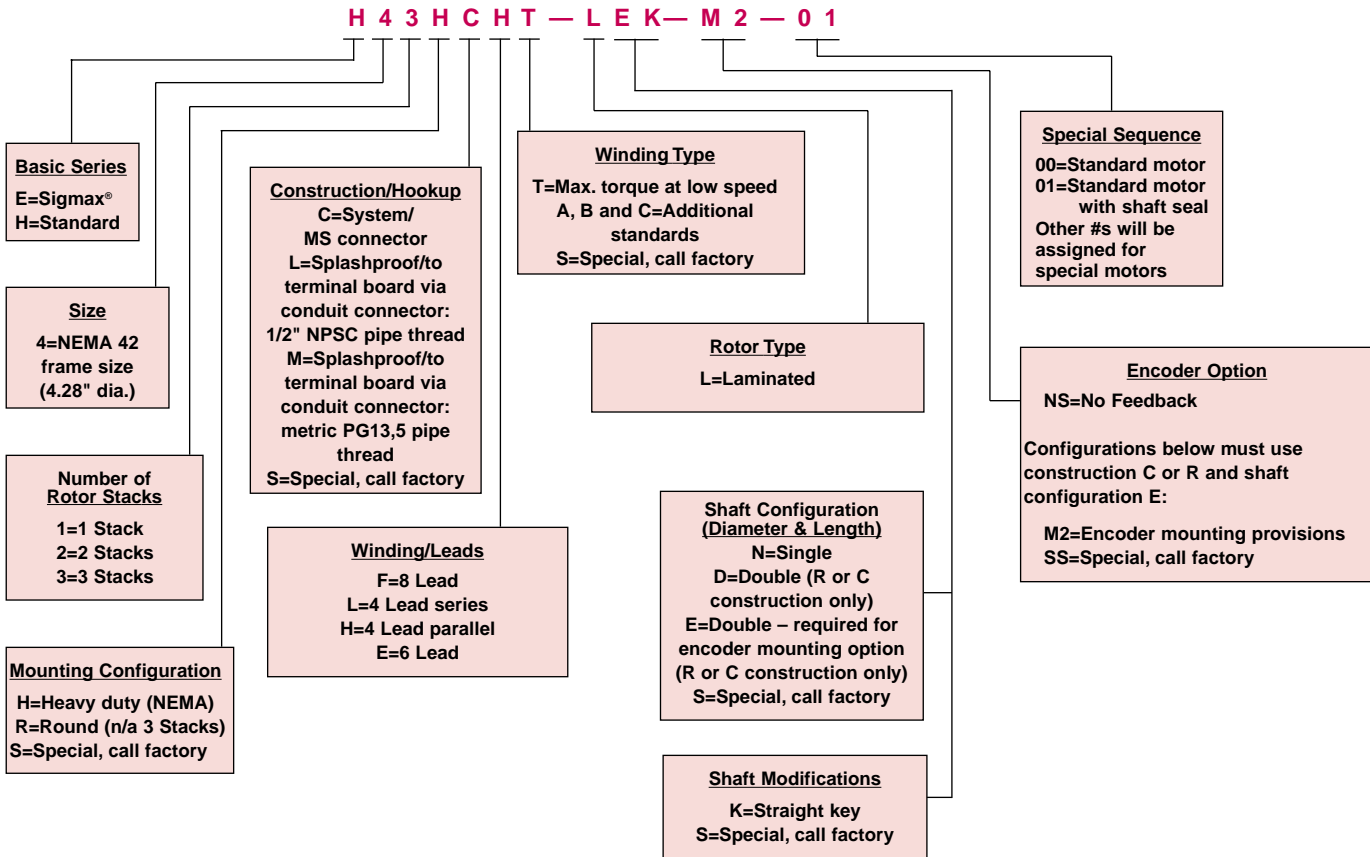 H 4 3 H C H T — L E K — M 2 — 0 1
Basic Series
E=Sigmax®
H=Standard
Size
4=NEMA 42
frame size
(4.28" dia.)
Number of
Rotor Stacks
1=1 Stack
2=2 Stacks
3=3 Stacks
Mounting Configuration
H=Heavy duty (NEMA)
R=Round (n/a 3 Stacks)
S=Special, call factory
Construction/Hookup
C=System/
MS connector
L=Splashproof/to
terminal board via
conduit connector:
1/2" NPSC pipe thread
M=Splashproof/to
terminal board via
conduit connector:
metric PG13,5 pipe
thread
S=Special, call factory
Winding/Leads
F=8 Lead
L=4 Lead series
H=4 Lead parallel
E=6 Lead
Winding Type
T=Max. torque at low speed
A, B and C=Additional
standards
S=Special, call factory
Rotor Type
L=Laminated
Shaft Configuration
(Diameter & Length)
N=Single
D=Double (R or C
construction only)
E=Double – required for
encoder mounting option
(R or C construction only)
S=Special, call factory
Shaft Modifications
K=Straight key
S=Special, call factory
Special Sequence
00=Standard motor
01=Standard motor
with shaft seal
Other #s will be
assigned for
special motors
Encoder Option
NS=No Feedback
Configurations below must use
construction C or R and shaft
configuration E:
M2=Encoder mounting provisions
SS=Special, call factory